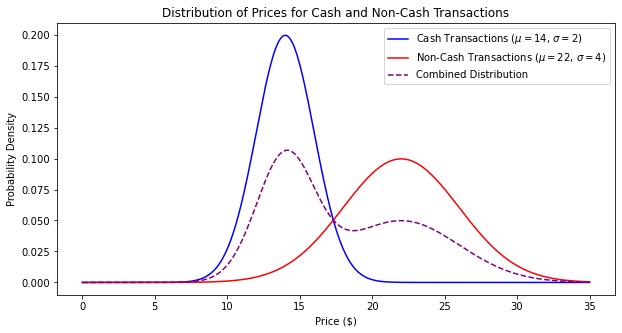 Distribution of Prices for Cash and Non-Cash Transactions
Cash Transactions (μ = 14, σ = 2)
Non-Cash Transactions (μ = 22, σ = 4)
Combined Distribution
Probability Density
0.200
0.175
0.150
0.125
0.100
0.075
0.050
0.025
0.000
0 5 10 15 20 25 30 35
Price ($)